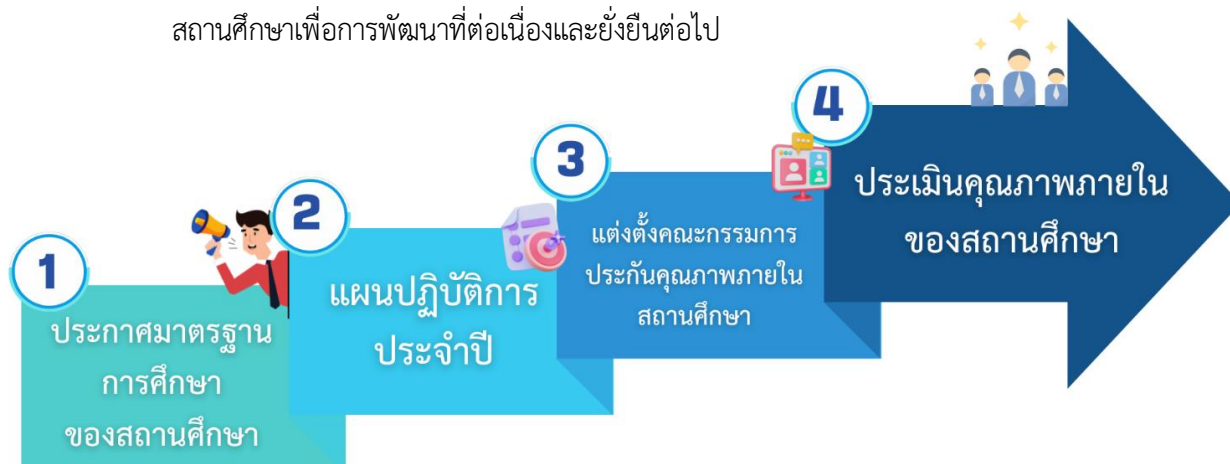 สถานศึกษาเพื่อการพัฒนาที่ต่อเนื่องและยั่งยืนต่อไป
1
ประกาศมาตรฐาน
การศึกษา
ของสถานศึกษา
2
แผนปฏิบัติการ
ประจำปี
3
แต่งตั้งคณะกรรมการ
ประกันคุณภาพภายใน
สถานศึกษา
4
ประเมินคุณภาพภายใน
ของสถานศึกษา